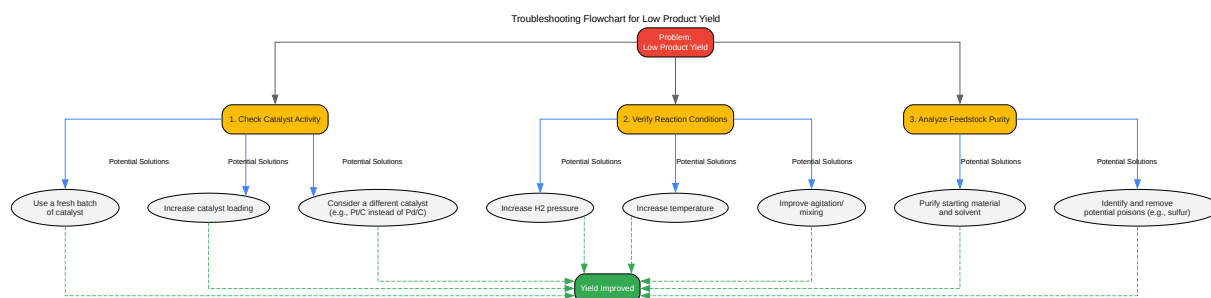 Troubleshooting Flowchart for Low Product Yield
Problem:
Low Product Yield
1. Check Catalyst Activity
2. Verify Reaction Conditions
3. Analyze Feedstock Purity
Potential Solutions
Potential Solutions
Potential Solutions
Potential Solutions
Potential Solutions
Potential Solutions
Potential Solutions
Potential Solutions
Use a fresh batch
of catalyst
Increase catalyst loading
Consider a different catalyst
(e.g., Pt/C instead of Pd/C)
Increase H2 pressure
Increase temperature
Improve agitation/
mixing
Purify starting material
and solvent
Identify and remove
potential poisons (e.g., sulfur)
Yield Improved